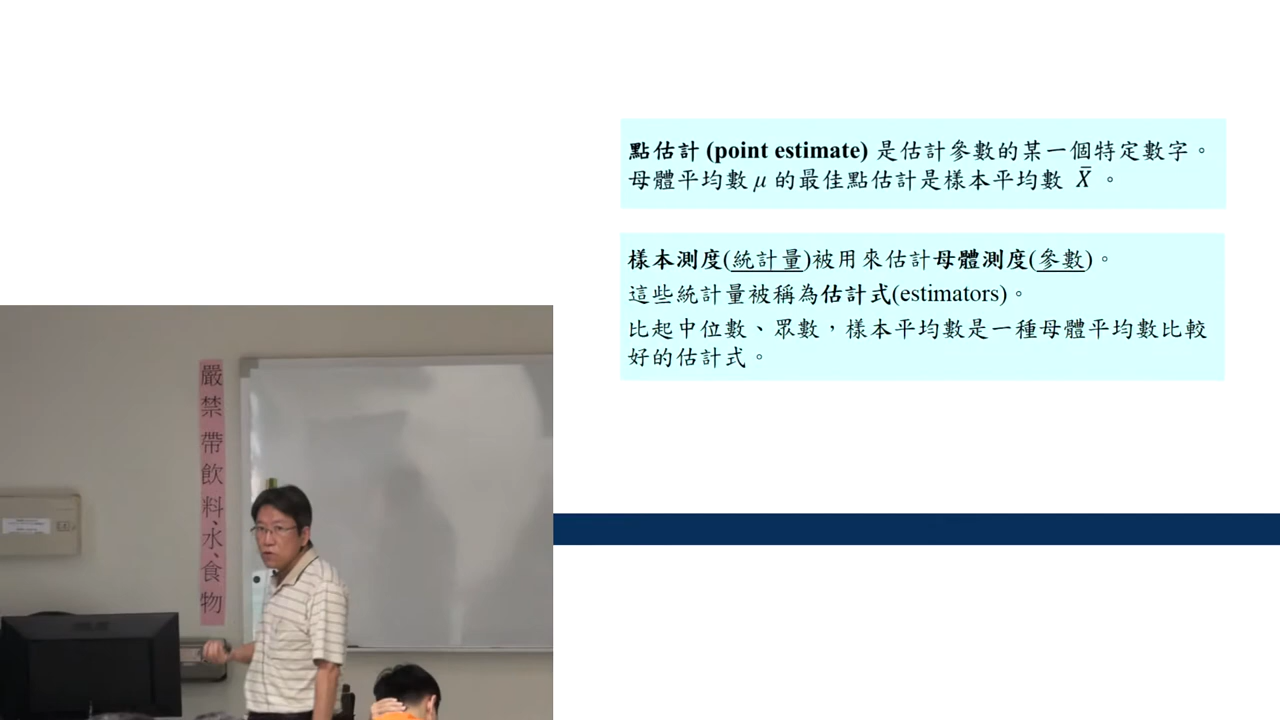 點估計 (point estimate) 是估計參數的某一個特定數字。
母體平均數 μ 的最佳點估計是樣本平均數 X̄ 。
樣本測度(統計量)被用來估計母體測度(參數)。
這些統計量被稱為估計式(estimators)。
比起中位數、眾數，樣本平均數是一種母體平均數比較
好的估計式。
嚴禁帶飲料、水、食物